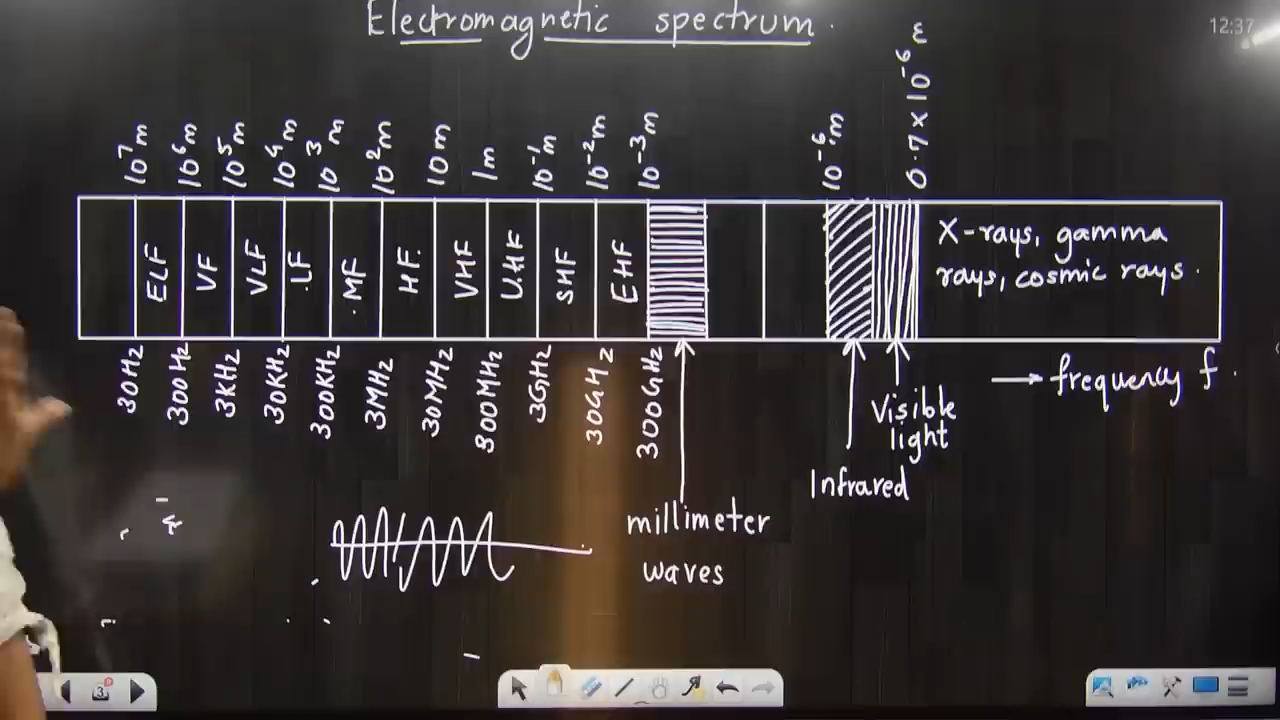 Electromagnetic spectrum.
12:37
10⁷m 10⁶m 10⁵m 10⁴m 10³m 10²m 10m 1m 10⁻¹m 10⁻²m 10⁻³m 10⁻⁶m 0.7×10⁻⁶m
ELF VF VLF LF MF HF. VHF UHF SHF EHF
X-rays, gamma
rays, cosmic rays.
30Hz 300Hz 3KHz 30KHz 300KHz 3MHz 30MHz 300MHz 3GHz 30GHz 300GHz
→ frequency f.
Visible
light
Infrared
millimeter
waves
3